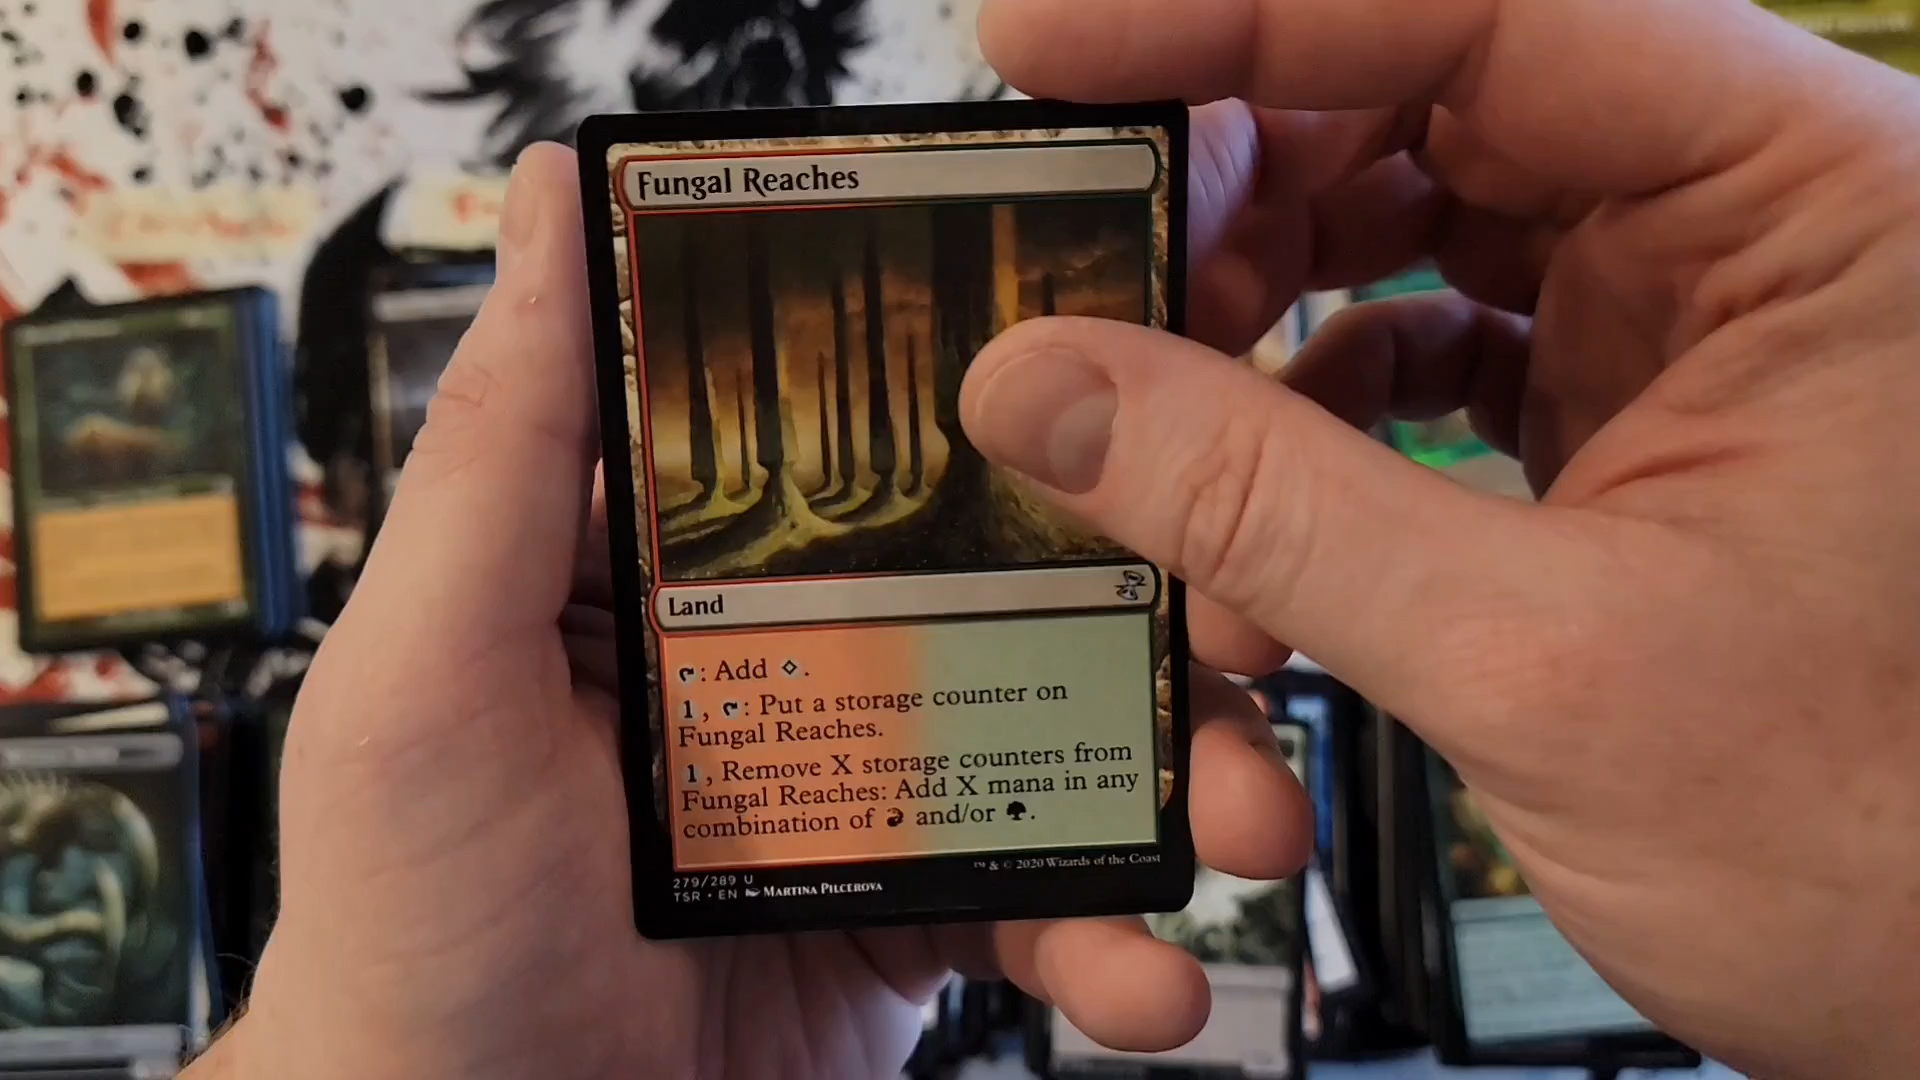 Fungal Reaches
Land
: Add .
1, : Put a storage counter on
Fungal Reaches.
1, Remove X storage counters from
Fungal Reaches: Add X mana in any
combination of and/or .
™ & © 2020 Wizards of the Coast
279/289 U
TSR • EN Martina Pilcerova